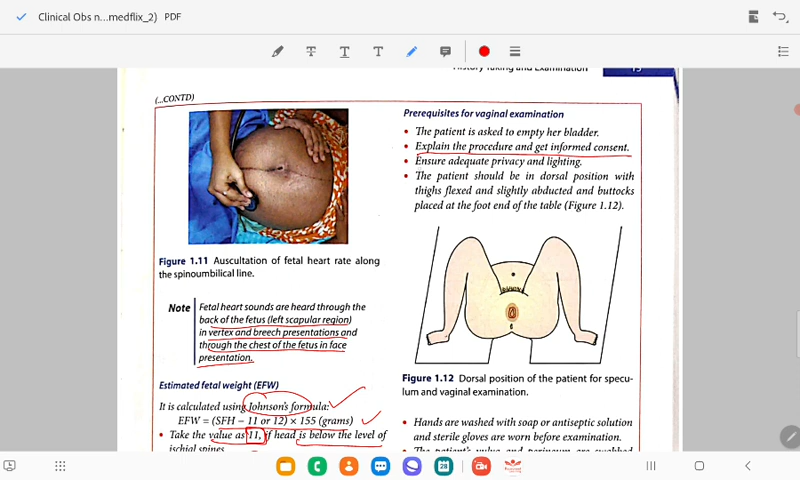 Clinical Obs n...medflix_2) PDF
T T T
History Taking and Examination
(...CONTD)
Figure 1.11 Auscultation of fetal heart rate along
the spinoumbilical line.
Note
Fetal heart sounds are heard through the
back of the fetus (left scapular region)
in vertex and breech presentations and
through the chest of the fetus in face
presentation.
Estimated fetal weight (EFW)
It is calculated using Johnson's formula:
EFW = (SFH – 11 or 12) × 155 (grams)
• Take the value as 11, if head is below the level of
ischial spines
Prerequisites for vaginal examination
• The patient is asked to empty her bladder.
• Explain the procedure and get informed consent.
• Ensure adequate privacy and lighting.
• The patient should be in dorsal position with
thighs flexed and slightly abducted and buttocks
placed at the foot end of the table (Figure 1.12).
Figure 1.12 Dorsal position of the patient for specu-
lum and vaginal examination.
• Hands are washed with soap or antiseptic solution
and sterile gloves are worn before examination.
• The patient's vulva and perineum are swabbed
28